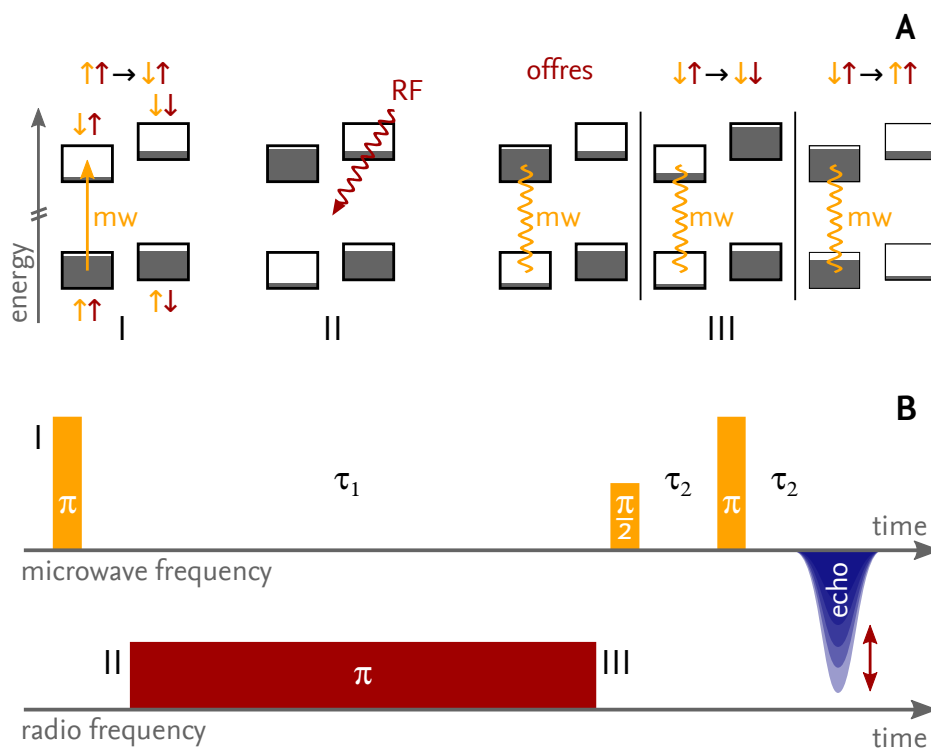 A
↑↑→↓↑
offres
↓↑→↓↓
↓↑→↑↑
RF
↓↓
↓↑
mw
mw
mw
mw
energy
↑↑
↑↓
I
II
III
B
I
π
τ1
π/2
τ2
π
τ2
time
microwave frequency
echo
II
π
III
radio frequency
time